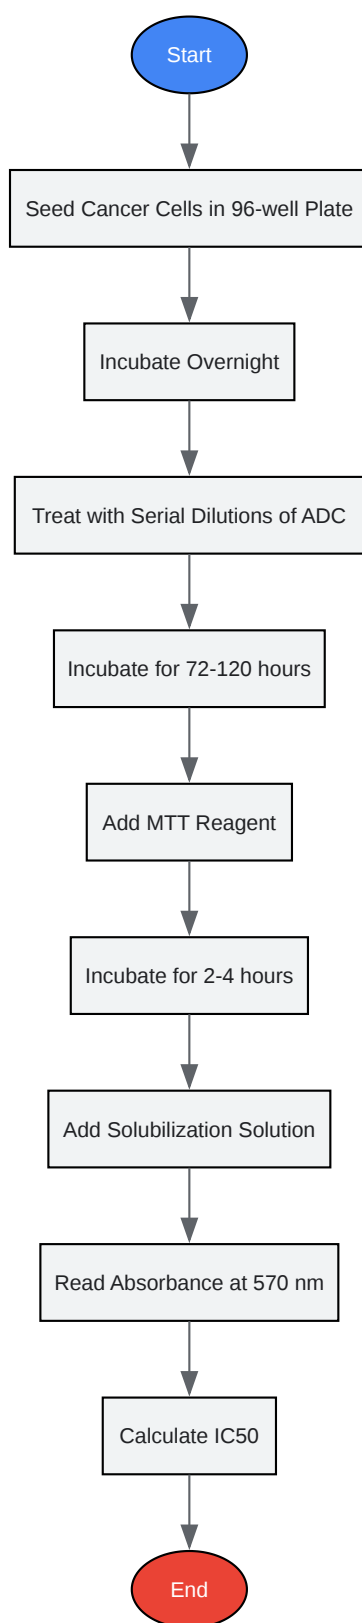 Start
Seed Cancer Cells in 96-well Plate
Incubate Overnight
Treat with Serial Dilutions of ADC
Incubate for 72-120 hours
Add MTT Reagent
Incubate for 2-4 hours
Add Solubilization Solution
Read Absorbance at 570 nm
Calculate IC50
End